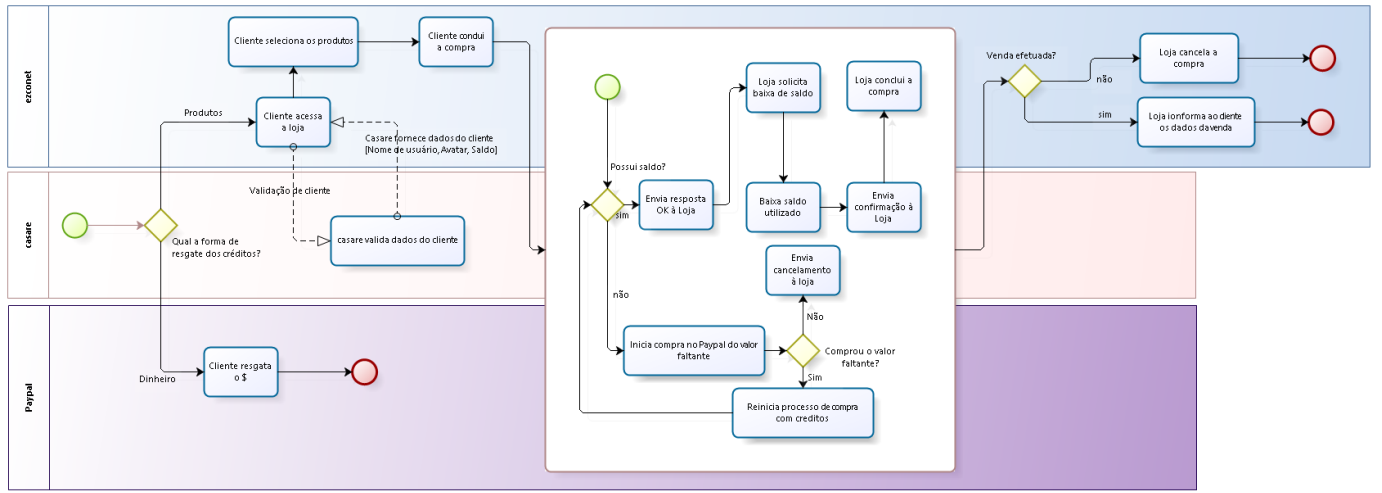 ezconet
Cliente seleciona os produtos
Cliente condui
a compra
Produtos
Cliente acessa
a loja
Casare fornece dados do cliente
[Nome de usuário, Avatar, Saldo]
Validação de cliente
casare
Qual a forma de
resgate dos créditos?
casare valida dados do cliente
Paypal
Dinheiro
Cliente resgata
o $
Possui saldo?
sim
Envia resposta
OK à Loja
Loja solicita
baixa de saldo
Loja conclui a
compra
Baixa saldo
utilizado
Envia
confirmação à
Loja
não
Envia
cancelamento
à loja
Não
Inicia compra no Paypal do valor
faltante
Comprou o valor
faltante?
Sim
Reinicia processo de compra
com creditos
Venda efetuada?
não
Loja cancela a
compra
sim
Loja ionforma ao diente
os dados da venda